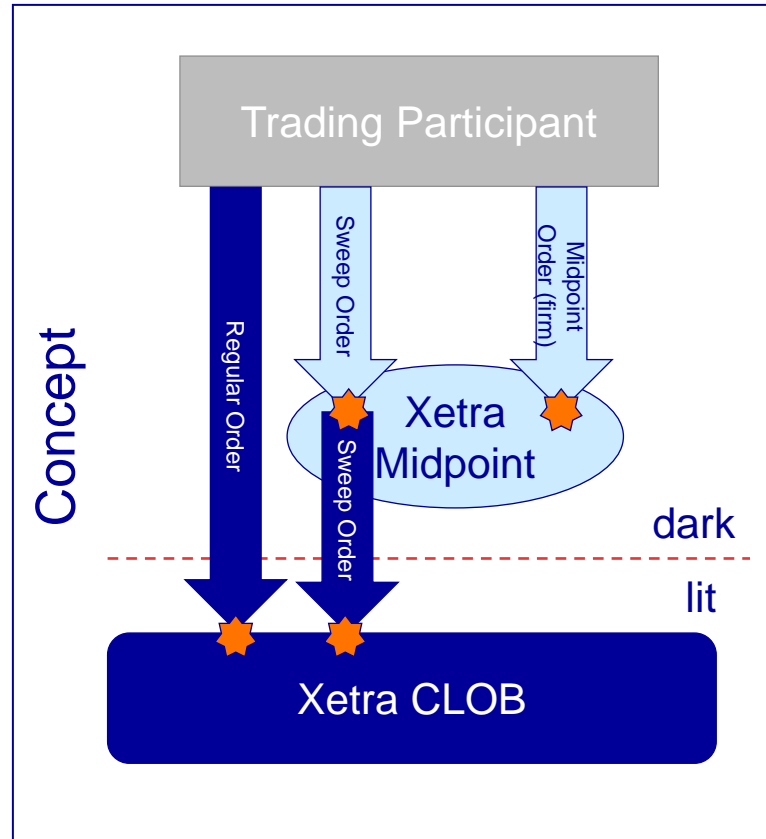 Concept
Trading Participant
Regular Order
Sweep Order
Midpoint
Order (firm)
Xetra
Midpoint
Sweep Order
dark
lit
Xetra CLOB